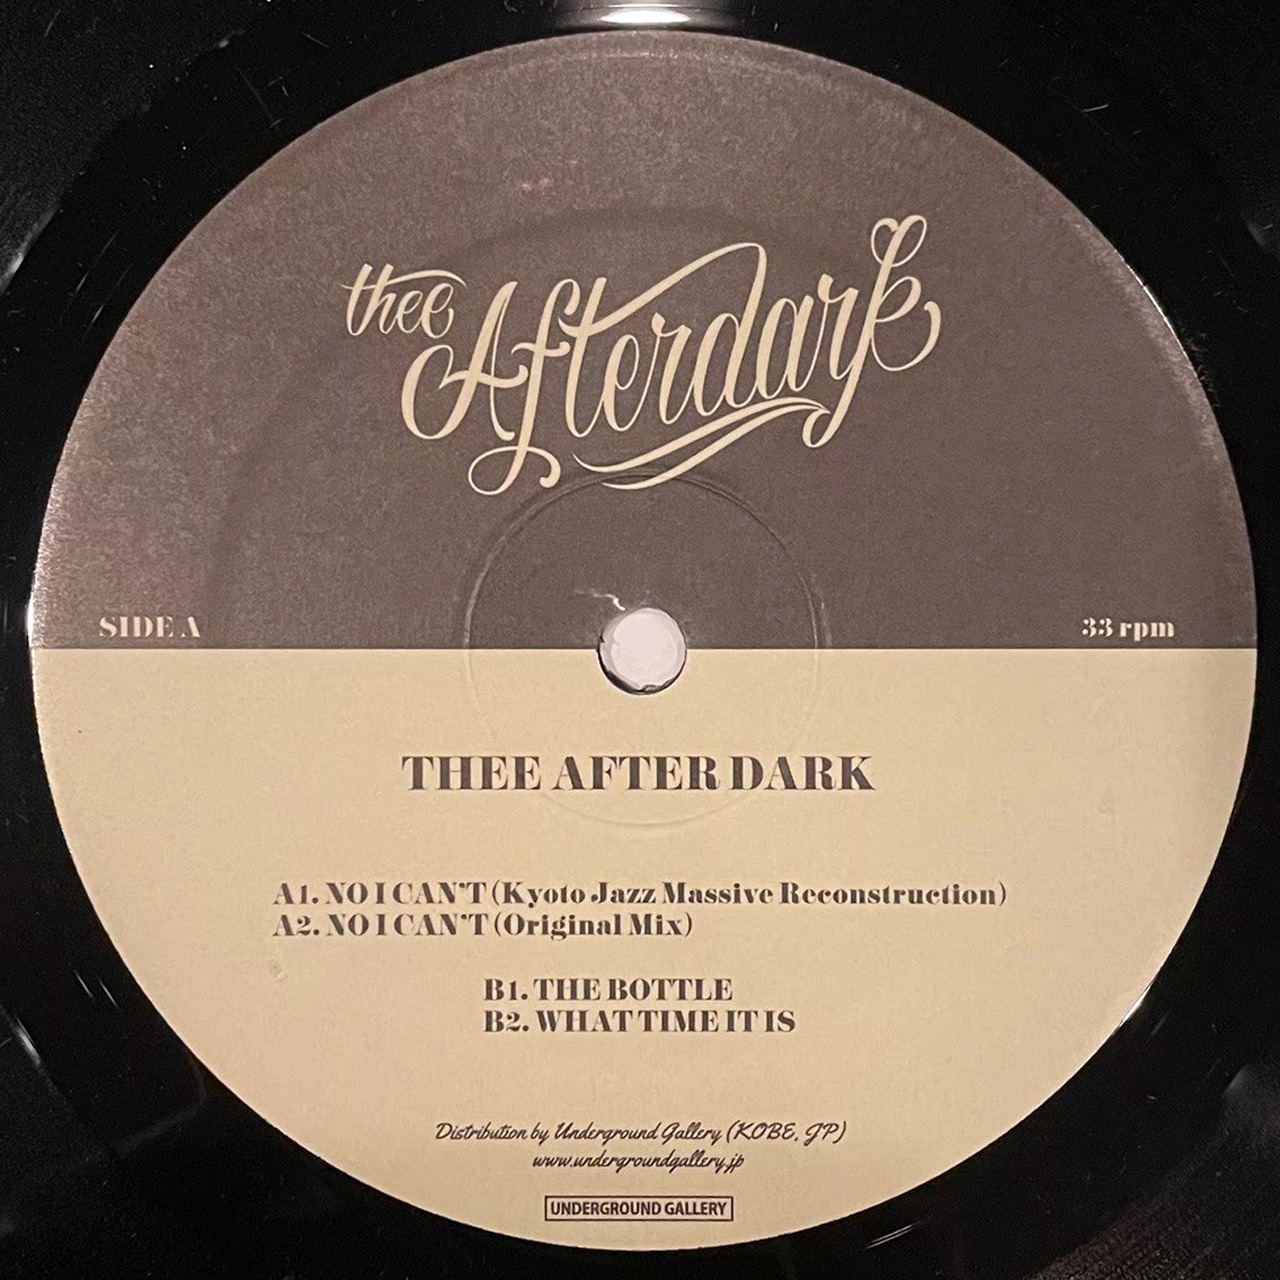 thee Afterdark
SIDE A
33 rpm
THEE AFTER DARK
A1. NO I CAN'T (Kyoto Jazz Massive Reconstruction)
A2. NO I CAN'T (Original Mix)
B1. THE BOTTLE
B2. WHAT TIME IT IS
Distribution by Underground Gallery (KOBE, JP)
www.undergroundgallery.jp
UNDERGROUND GALLERY